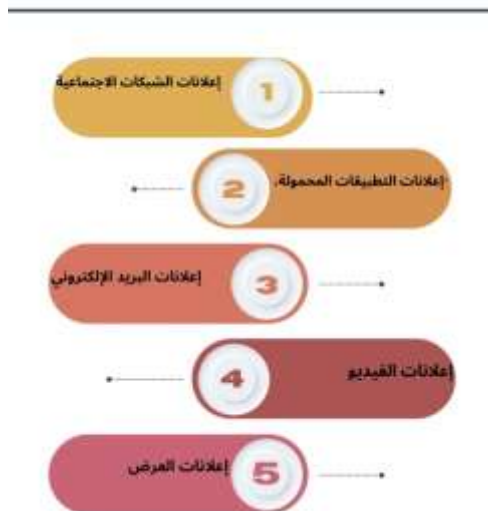 إعلانات الشبكات الاجتماعية
1
إعلانات التطبيقات المحمولة،
2
إعلانات البريد الإلكتروني
3
إعلانات الفيديو
4
إعلانات العرض
5